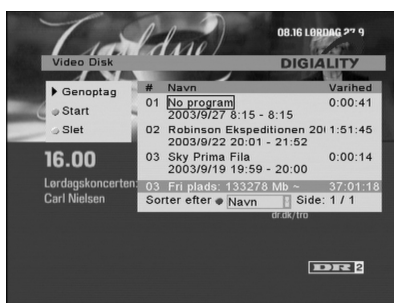 08.16 LØRDAG 27 9
Video Disk
DIGIALITY
Genoptag
Start
Slet
# Navn Varihed
01 No program 0:00:41
2003/9/27 8:15 - 8:15
02 Robinson Ekspeditionen 20 1:51:45
2003/9/22 20:01 - 21:52
03 Sky Prima Fila 0:00:14
2003/9/19 19:59 - 20:00
03 Fri plads: 133278 Mb ~ 37:01:18
Sorter efter Navn Side: 1 / 1
16.00
Lørdagskoncerten:
Carl Nielsen
dr.dk/tro
DR 2